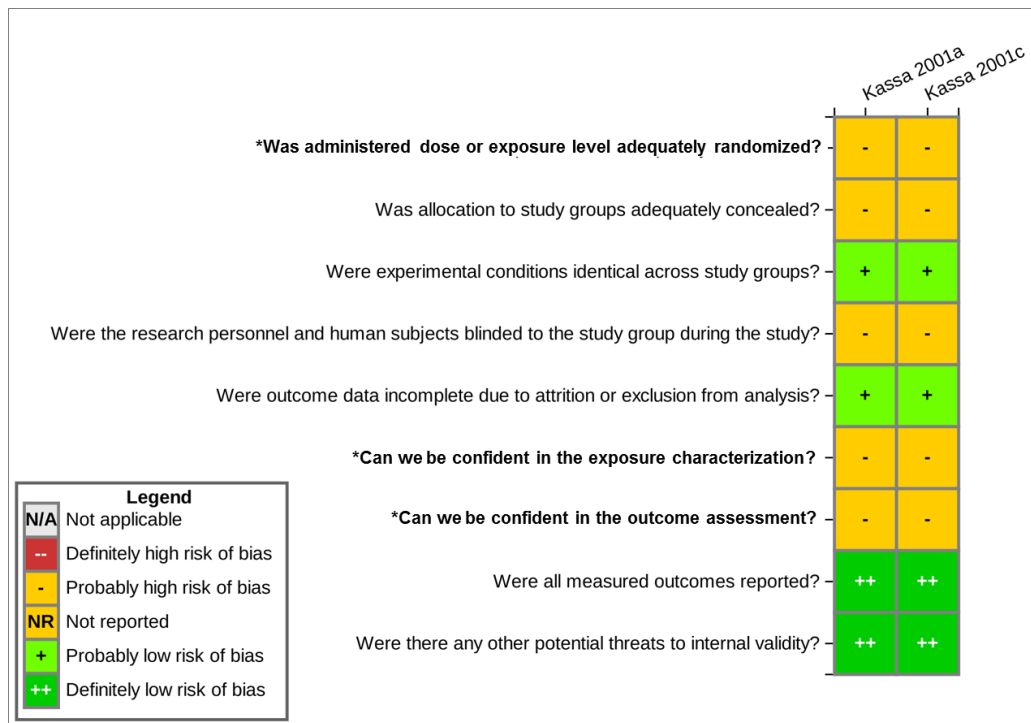 Kassa 2001a Kassa 2001c
*Was administered dose or exposure level adequately randomized? - -
Was allocation to study groups adequately concealed? - -
Were experimental conditions identical across study groups? + +
Were the research personnel and human subjects blinded to the study group during the study? - -
Were outcome data incomplete due to attrition or exclusion from analysis? + +
*Can we be confident in the exposure characterization? - -
*Can we be confident in the outcome assessment? - -
Were all measured outcomes reported? ++ ++
Were there any other potential threats to internal validity? ++ ++
Legend
N/A Not applicable
-- Definitely high risk of bias
- Probably high risk of bias
NR Not reported
+ Probably low risk of bias
++ Definitely low risk of bias